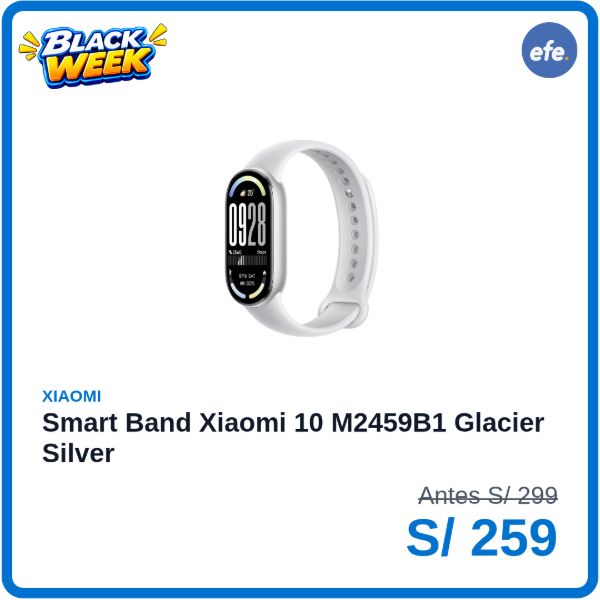 BLACK
WEEK
efe.
0928
XIAOMI
Smart Band Xiaomi 10 M2459B1 Glacier
Silver
Antes S/ 299
S/ 259